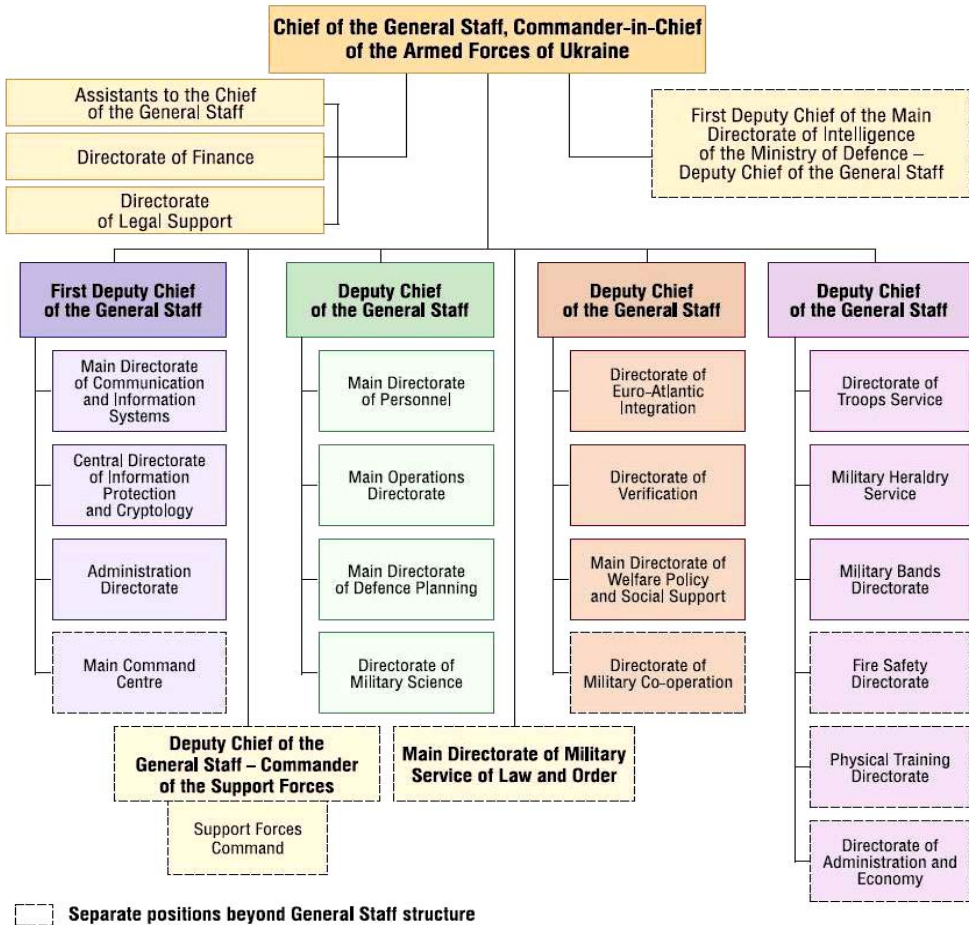 Chief of the General Staff, Commander-in-Chief
of the Armed Forces of Ukraine
Assistants to the Chief
of the General Staff
Directorate of Finance
Directorate
of Legal Support
First Deputy Chief of the Main
Directorate of Intelligence
of the Ministry of Defence –
Deputy Chief of the General Staff
First Deputy Chief
of the General Staff
Main Directorate
of Communication
and Information
Systems
Central Directorate
of Information
Protection
and Cryptology
Administration
Directorate
Main Command
Centre
Deputy Chief
of the General Staff
Main Directorate
of Personnel
Main Operations
Directorate
Main Directorate
of Defence Planning
Directorate of
Military Science
Deputy Chief
of the General Staff
Directorate of
Euro-Atlantic
Integration
Directorate of
Verification
Main Directorate of
Welfare Policy
and Social Support
Directorate of
Military Co-operation
Deputy Chief
of the General Staff
Directorate of
Troops Service
Military Heraldry
Service
Military Bands
Directorate
Fire Safety
Directorate
Physical Training
Directorate
Directorate of
Administration and
Economy
Deputy Chief of the
General Staff – Commander
of the Support Forces
Support Forces
Command
Main Directorate of Military
Service of Law and Order
Separate positions beyond General Staff structure